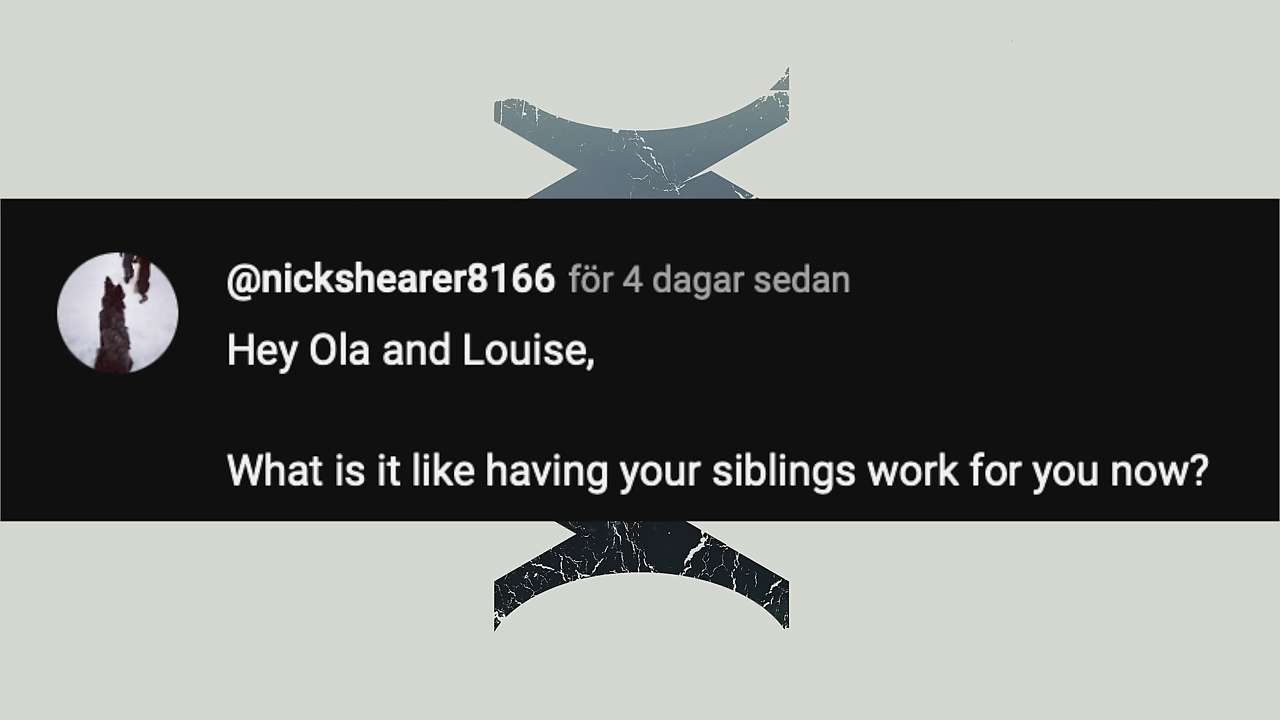 @nickshearer8166 för 4 dagar sedan
Hey Ola and Louise,
What is it like having your siblings work for you now?